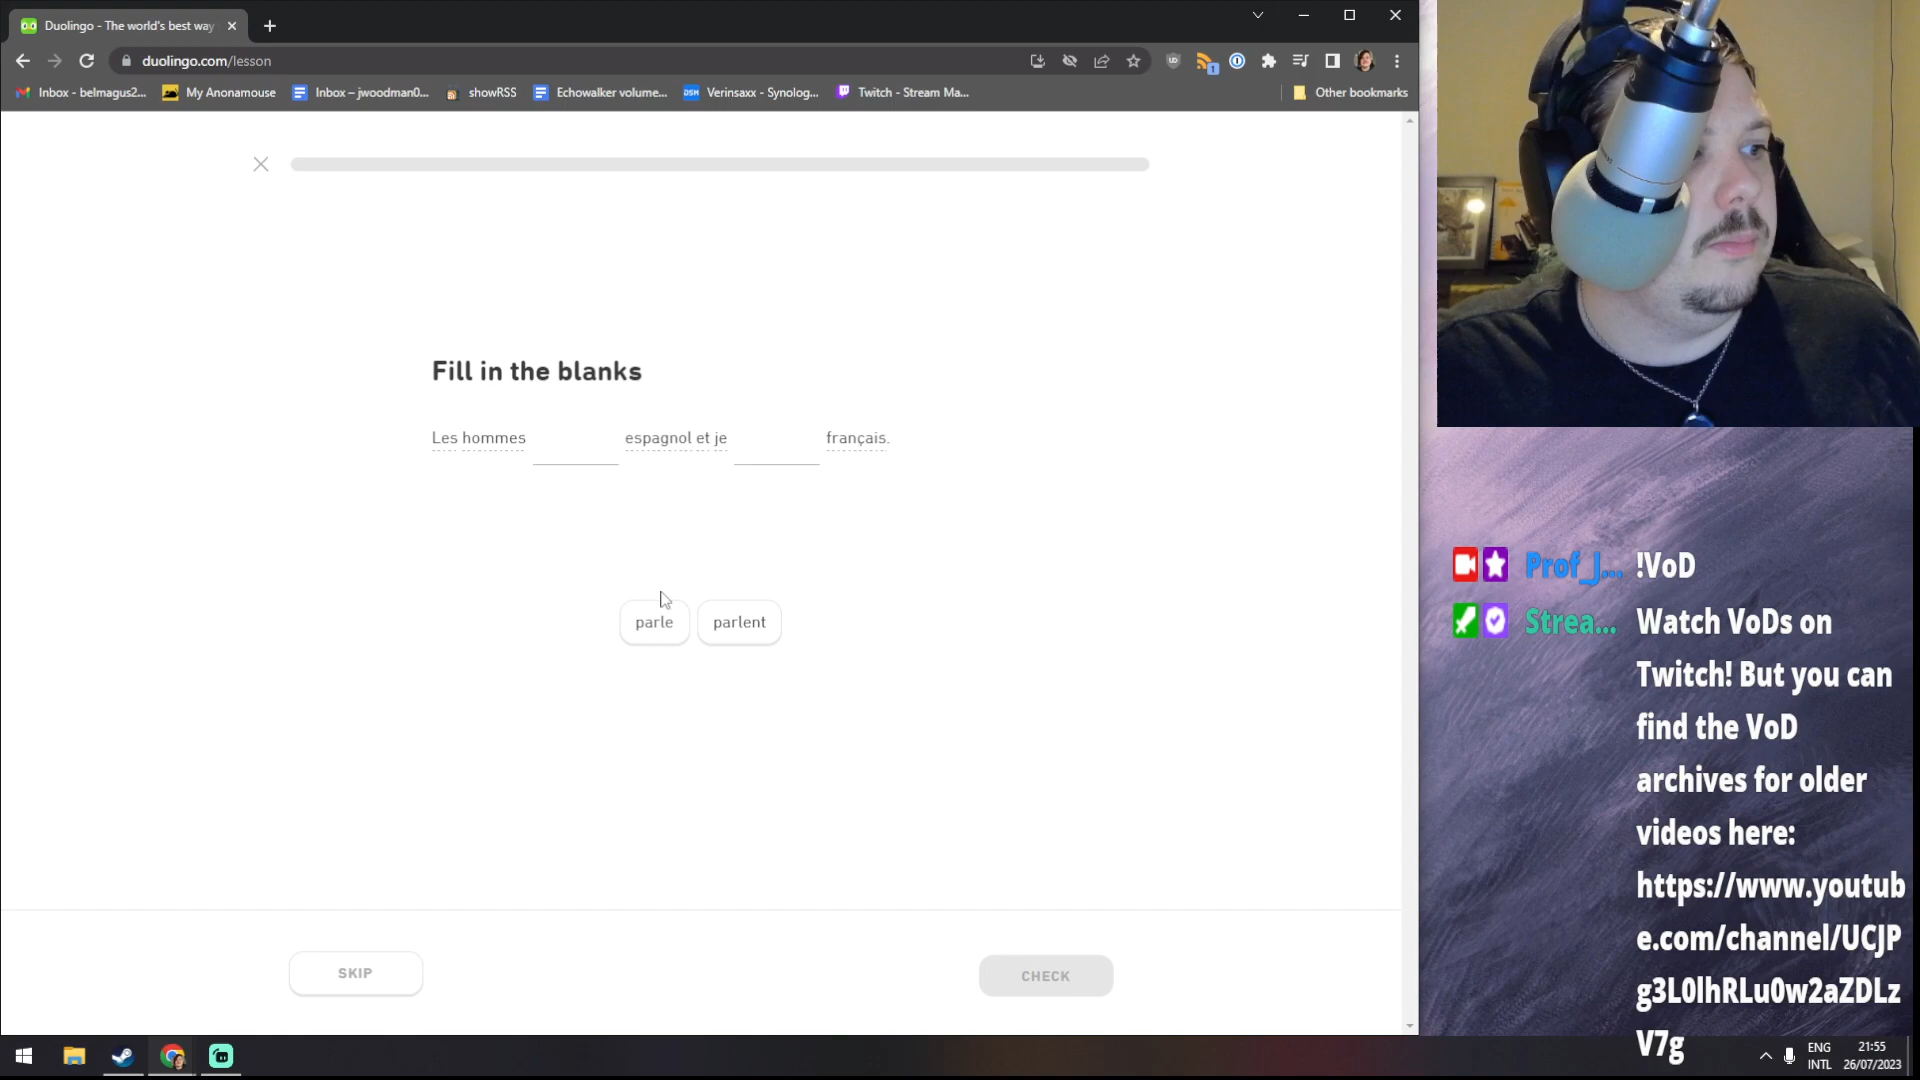 Duolingo - The world's best way
duolingo.com/lesson
Inbox - belmagus2...
My Anonamouse
Inbox – jwoodman0...
showRSS
Echowalker volume...
DSM
Verinsaxx - Synolog...
Twitch - Stream Ma...
Other bookmarks
Fill in the blanks
Les hommes espagnol et je français.
parle
parlent
SKIP
CHECK
Prof_J... !VoD
Strea... Watch VoDs on
Twitch! But you can
find the VoD
archives for older
videos here:
https://www.youtub
e.com/channel/UCJP
g3L0lhRLu0w2aZDLz
V7g
ENG
INTL
21:55
26/07/2023